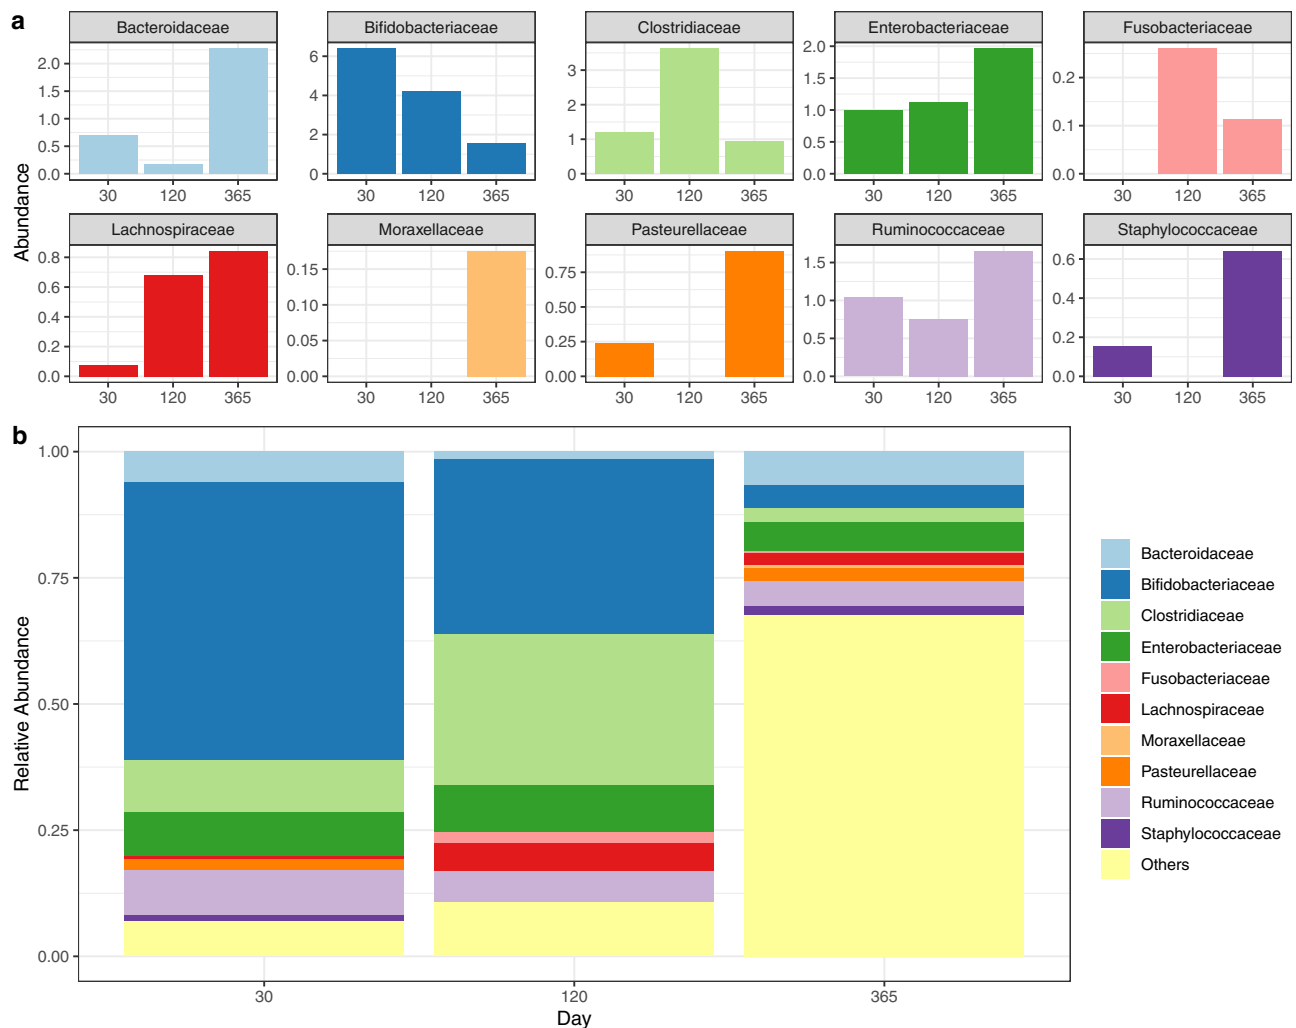 a
Bacteroidaceae Bifidobacteriaceae Clostridiaceae Enterobacteriaceae Fusobacteriaceae
2.0 1.5 1.0 0.5 0.0
6 4 2 0
3 2 1 0
2.0 1.5 1.0 0.5 0.0
0.2 0.1 0.0
30 120 365 30 120 365 30 120 365 30 120 365 30 120 365
Abundance
Lachnospiraceae Moraxellaceae Pasteurellaceae Ruminococcaceae Staphylococcaceae
0.8 0.6 0.4 0.2 0.0
0.15 0.10 0.05 0.00
0.75 0.50 0.25 0.00
1.5 1.0 0.5 0.0
0.6 0.4 0.2 0.0
30 120 365 30 120 365 30 120 365 30 120 365 30 120 365
b
Relative Abundance
1.00
0.75
0.50
0.25
0.00
30 120 365
Day
Bacteroidaceae
Bifidobacteriaceae
Clostridiaceae
Enterobacteriaceae
Fusobacteriaceae
Lachnospiraceae
Moraxellaceae
Pasteurellaceae
Ruminococcaceae
Staphylococcaceae
Others